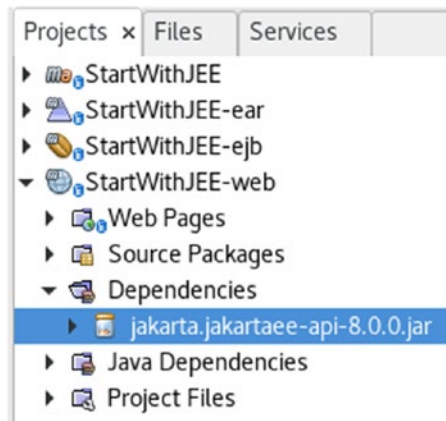 Projects × Files Services
StartWithJEE
StartWithJEE-ear
StartWithJEE-ejb
StartWithJEE-web
Web Pages
Source Packages
Dependencies
jakarta.jakartaee-api-8.0.0.jar
Java Dependencies
Project Files